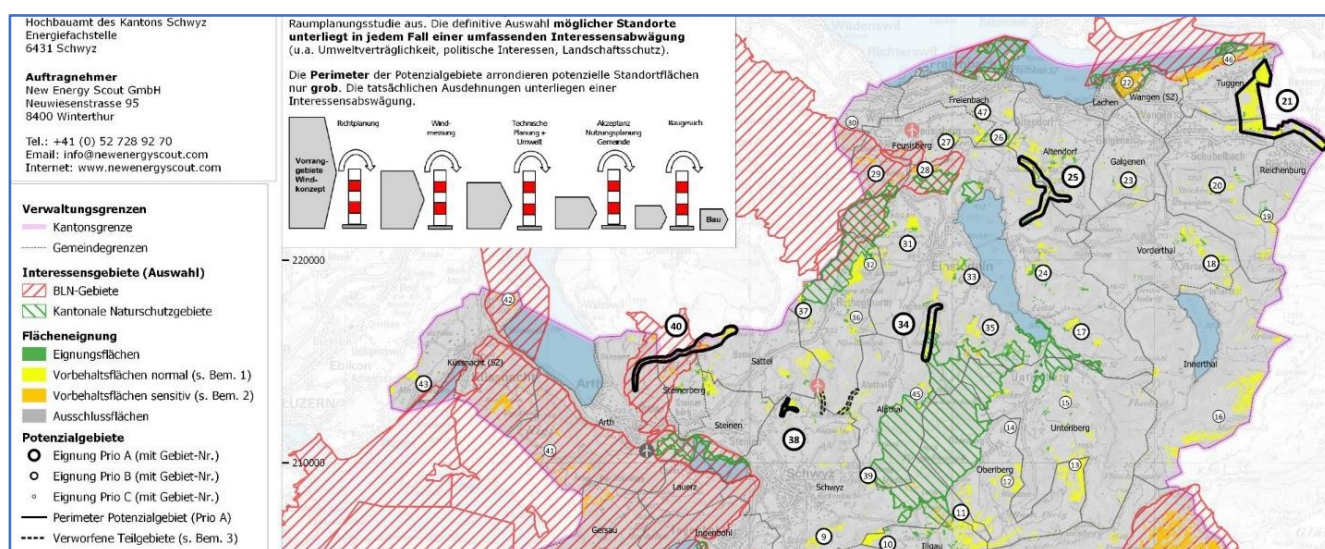 Hochbauamt des Kantons Schwyz
Energiefachstelle
6431 Schwyz
Auftragnehmer
New Energy Scout GmbH
Neuwiesenstrasse 95
8400 Winterthur
Tel.: +41 (0) 52 728 92 70
Email: info@newenergyscout.com
Internet: www.newenergyscout.com
Raumplanungsstudie aus. Die definitive Auswahl möglicher Standorte
unterliegt in jedem Fall einer umfassenden Interessensabwägung
(u.a. Umweltverträglichkeit, politische Interessen, Landschaftsschutz).
Die Perimeter der Potenzialgebiete arrondieren potenzielle Standortflächen
nur grob. Die tatsächlichen Ausdehnungen unterliegen einer
Interessensabswägung.
Richtplanung
Wind-
messung
Technische
Planung +
Umwelt
Akzeptanz
Nutzungsplanung
Gemeinde
Baugesuch
Vorrang-
gebiete
Wind-
konzept
Bau
Verwaltungsgrenzen
Kantonsgrenze
Gemeindegrenzen
Interessensgebiete (Auswahl)
BLN-Gebiete
Kantonale Naturschutzgebiete
Flächeneignung
Eignungsflächen
Vorbehaltsflächen normal (s. Bem. 1)
Vorbehaltsflächen sensitiv (s. Bem. 2)
Ausschlussflächen
Potenzialgebiete
Eignung Prio A (mit Gebiet-Nr.)
Eignung Prio B (mit Gebiet-Nr.)
Eignung Prio C (mit Gebiet-Nr.)
Perimeter Potenzialgebiet (Prio A)
Verworfene Teilgebiete (s. Bem. 3)
220000
210000
46
Tuggen
22
Lachen
Wangen (SZ)
21
Freienbach
47
30
27
26
Feusisberg
Altendorf
Galgenen
Schübelbach
Reichenburg
29
28
25
23
20
19
31
32
Einsiedeln
33
24
Vorderthal
18
42
37
36
34
35
17
Innerthal
40
Sattel
Küssnacht (SZ)
43
Arth
Steinerberg
Arth
Steinen
38
Alpthal
45
15
16
14
Unteriberg
41
Lauerz
Schwyz
39
Oberiberg
12
13
Gersau
Ingenbohl
11
9
10
Illgau